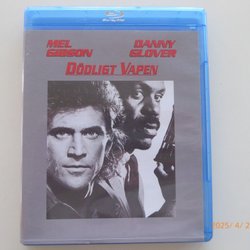 MEL DANNY
GIBSON GLOVER
DÖDLIGT VAPEN